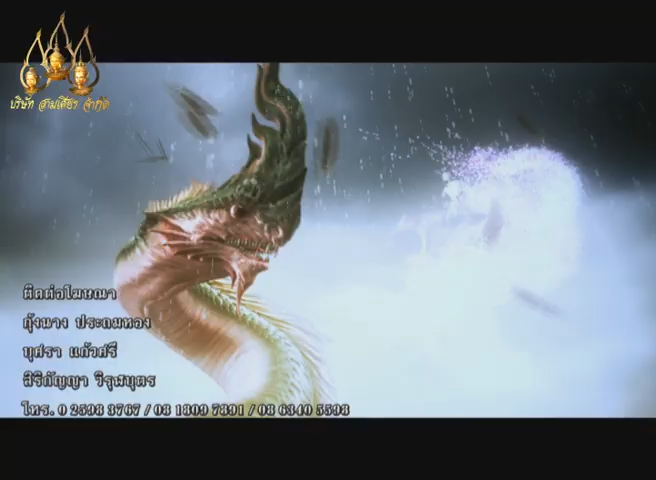 บริษัท สามเศียร จำกัด
ติดต่อโฆษณา
กุ้งนาง ประถมทอง
บุศรา แก้วศรี
สิริกัญญา วิรุฬบุตร
โทร. 0 2598 3767 / 08 1809 7891 / 08 6340 5598